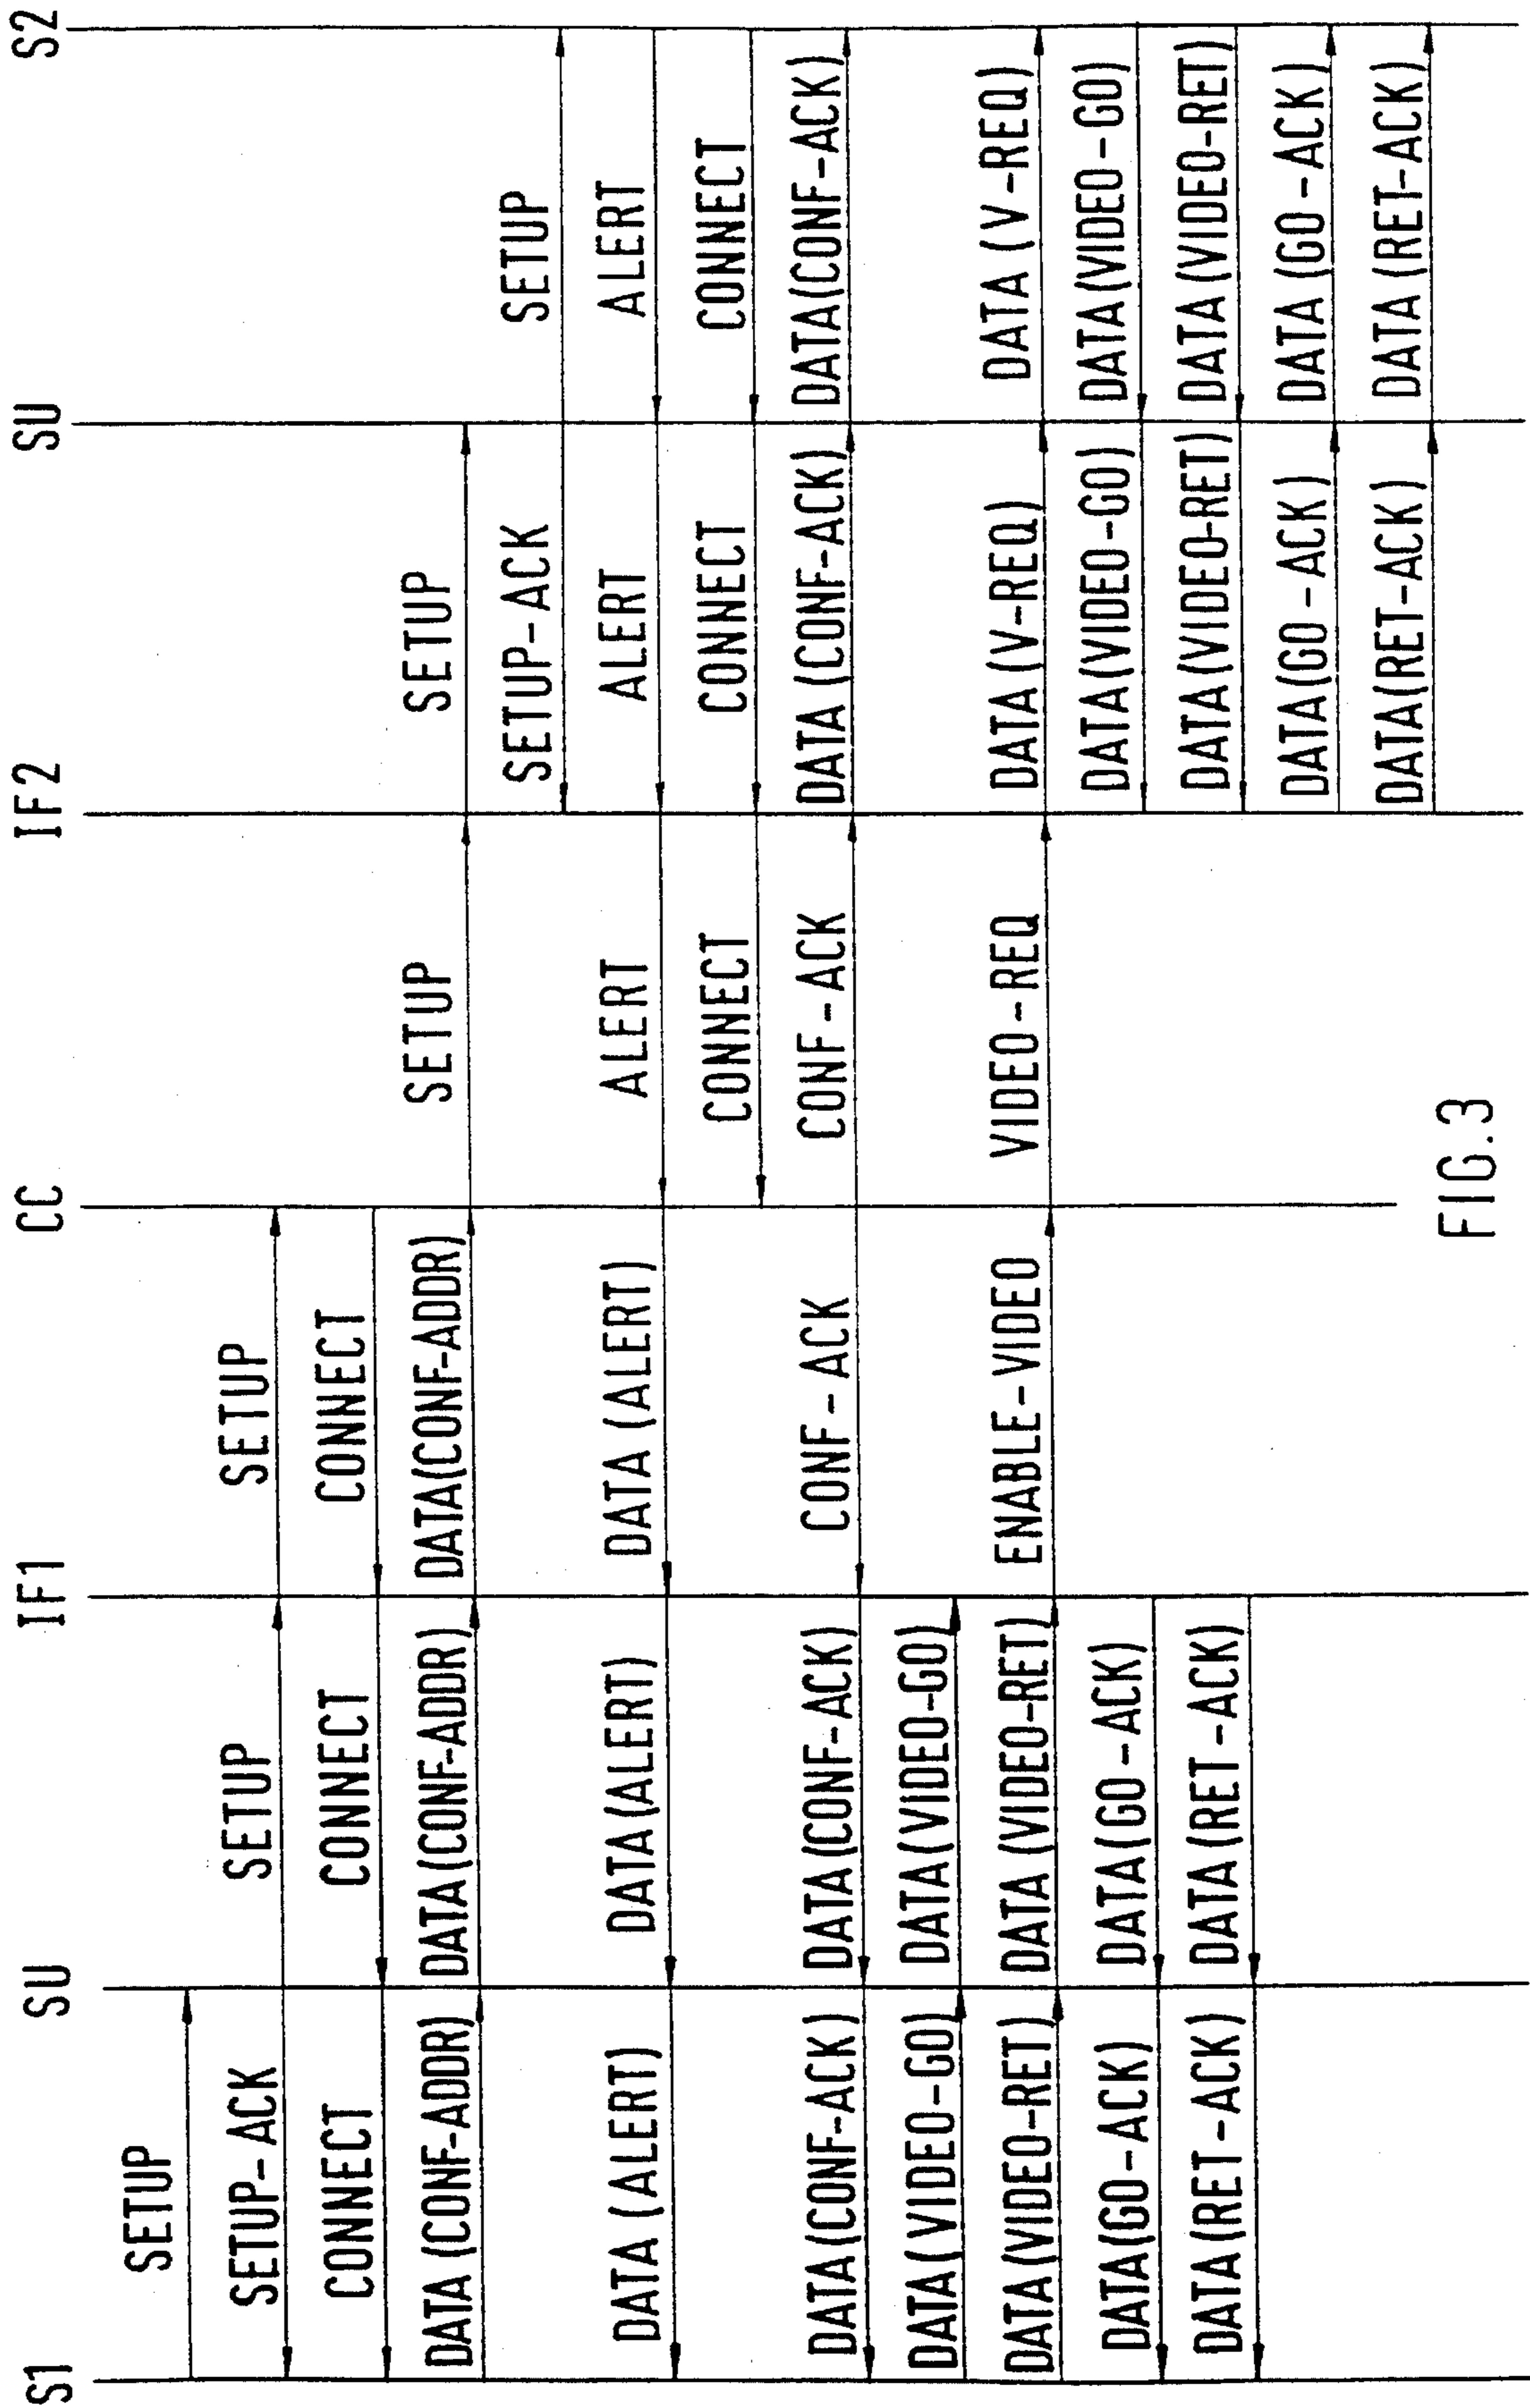 S1 SU IF1 CC IF2 SU S2
SETUP
SETUP-ACK SETUP SETUP
CONNECT CONNECT CONNECT
DATA (CONF-ADDR) DATA (CONF-ADDR) DATA(CONF-ADDR) SETUP SETUP
SETUP-ACK SETUP
DATA (ALERT) DATA (ALERT) DATA (ALERT) ALERT ALERT ALERT
CONNECT CONNECT CONNECT
DATA (CONF-ACK) DATA (CONF-ACK) CONF-ACK CONF-ACK DATA (CONF-ACK) DATA(CONF-ACK)
DATA (VIDEO-GO) DATA (VIDEO-GO)
DATA (VIDEO-RET) DATA (VIDEO-RET) ENABLE-VIDEO VIDEO-REQ DATA (V-REQ) DATA (V-REQ)
DATA(GO-ACK) DATA (GO-ACK) DATA(VIDEO-GO) DATA (VIDEO-GO)
DATA (RET-ACK) DATA (RET-ACK) DATA (VIDEO-RET) DATA (VIDEO-RET)
DATA(GO-ACK) DATA (GO-ACK)
DATA(RET-ACK) DATA (RET-ACK)
FIG.3